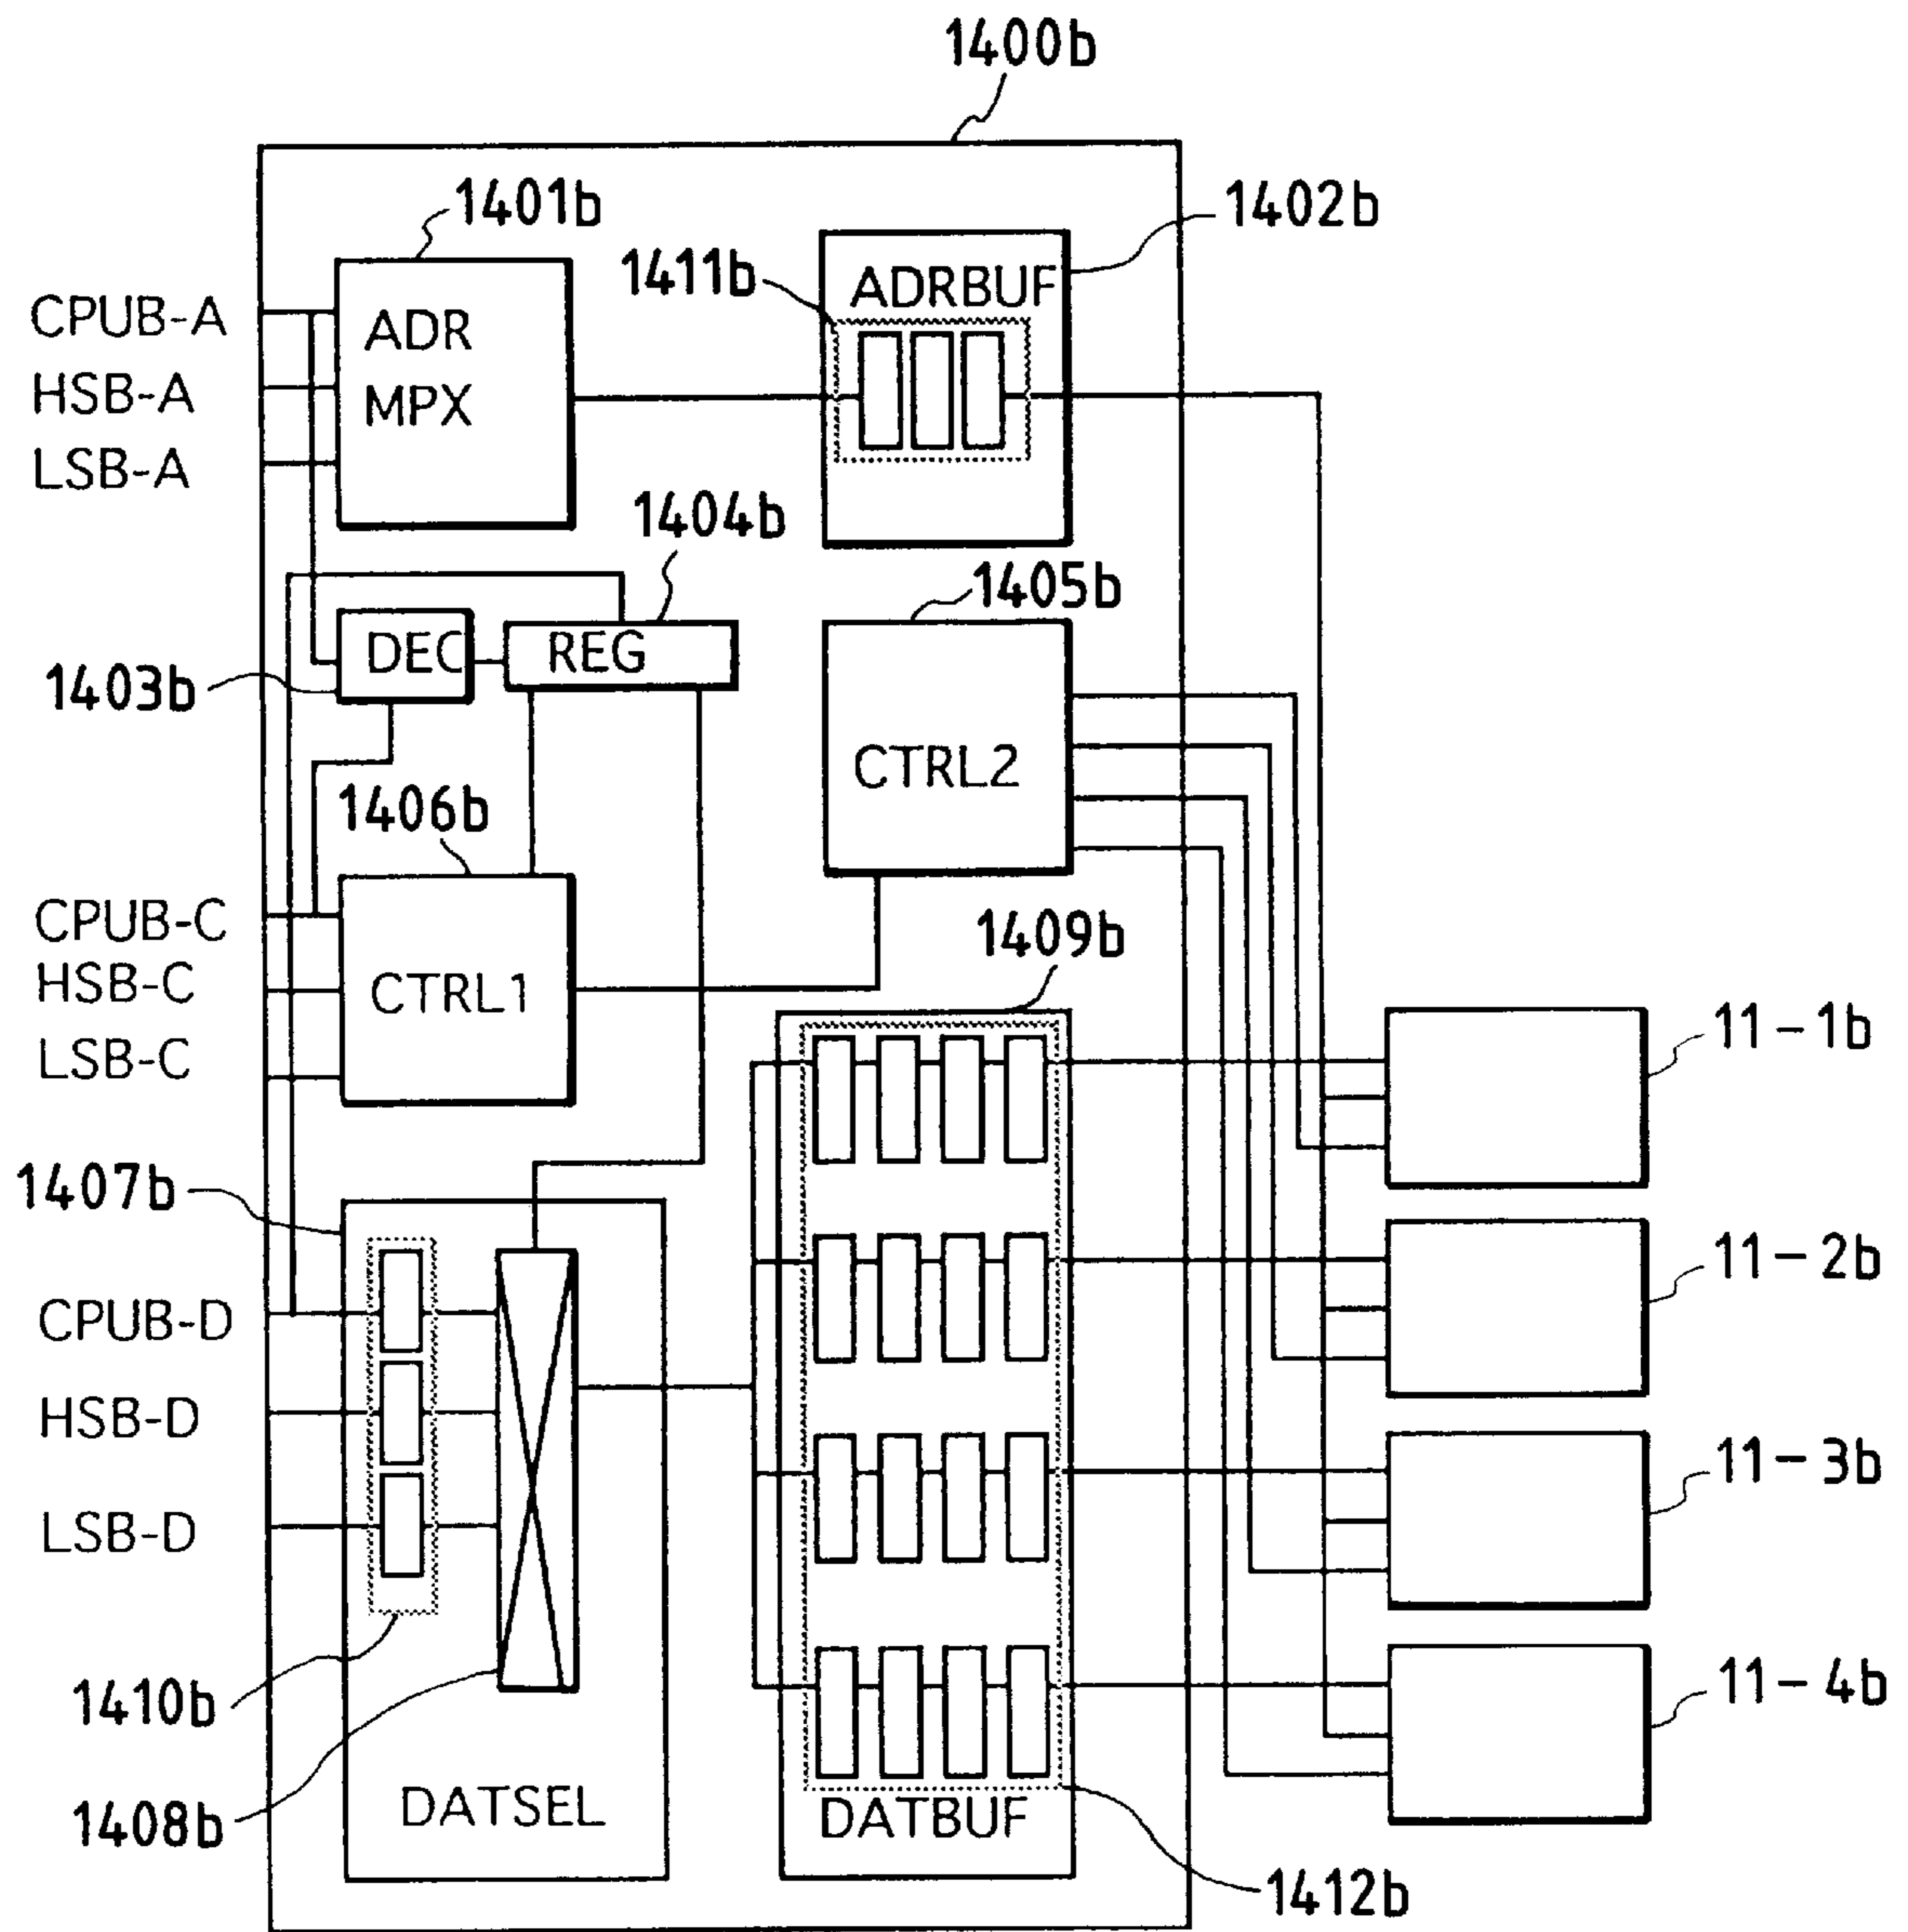 1400b
1401b
1402b
1411b
CPUB-A
HSB-A
LSB-A
ADR
MPX
ADRBUF
1404b
1405b
DEC
REG
1403b
CTRL2
1406b
CPUB-C
HSB-C
LSB-C
CTRL1
1409b
11-1b
1407b
11-2b
CPUB-D
HSB-D
LSB-D
11-3b
1410b
11-4b
1408b
DATSEL
DATBUF
1412b